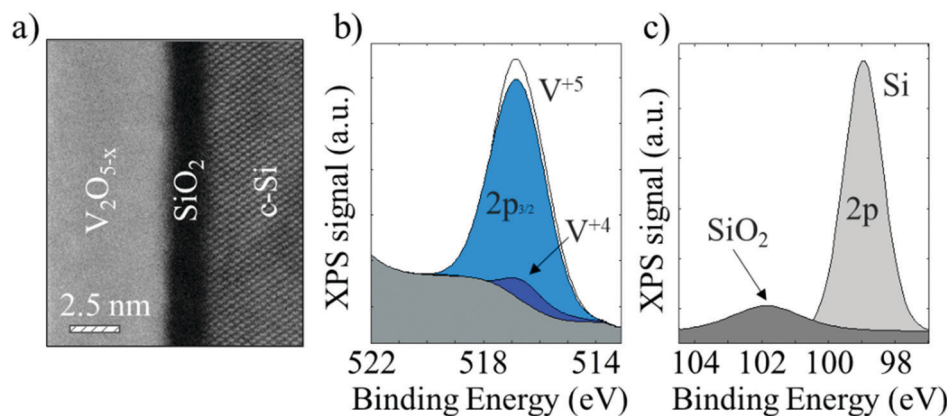 a)
V₂O₅₋ₓ
SiO₂
c-Si
2.5 nm
b)
XPS signal (a.u.)
V⁺⁵
2p₃/₂
V⁺⁴
522 518 514
Binding Energy (eV)
c)
XPS signal (a.u.)
Si
2p
SiO₂
104 102 100 98
Binding Energy (eV)